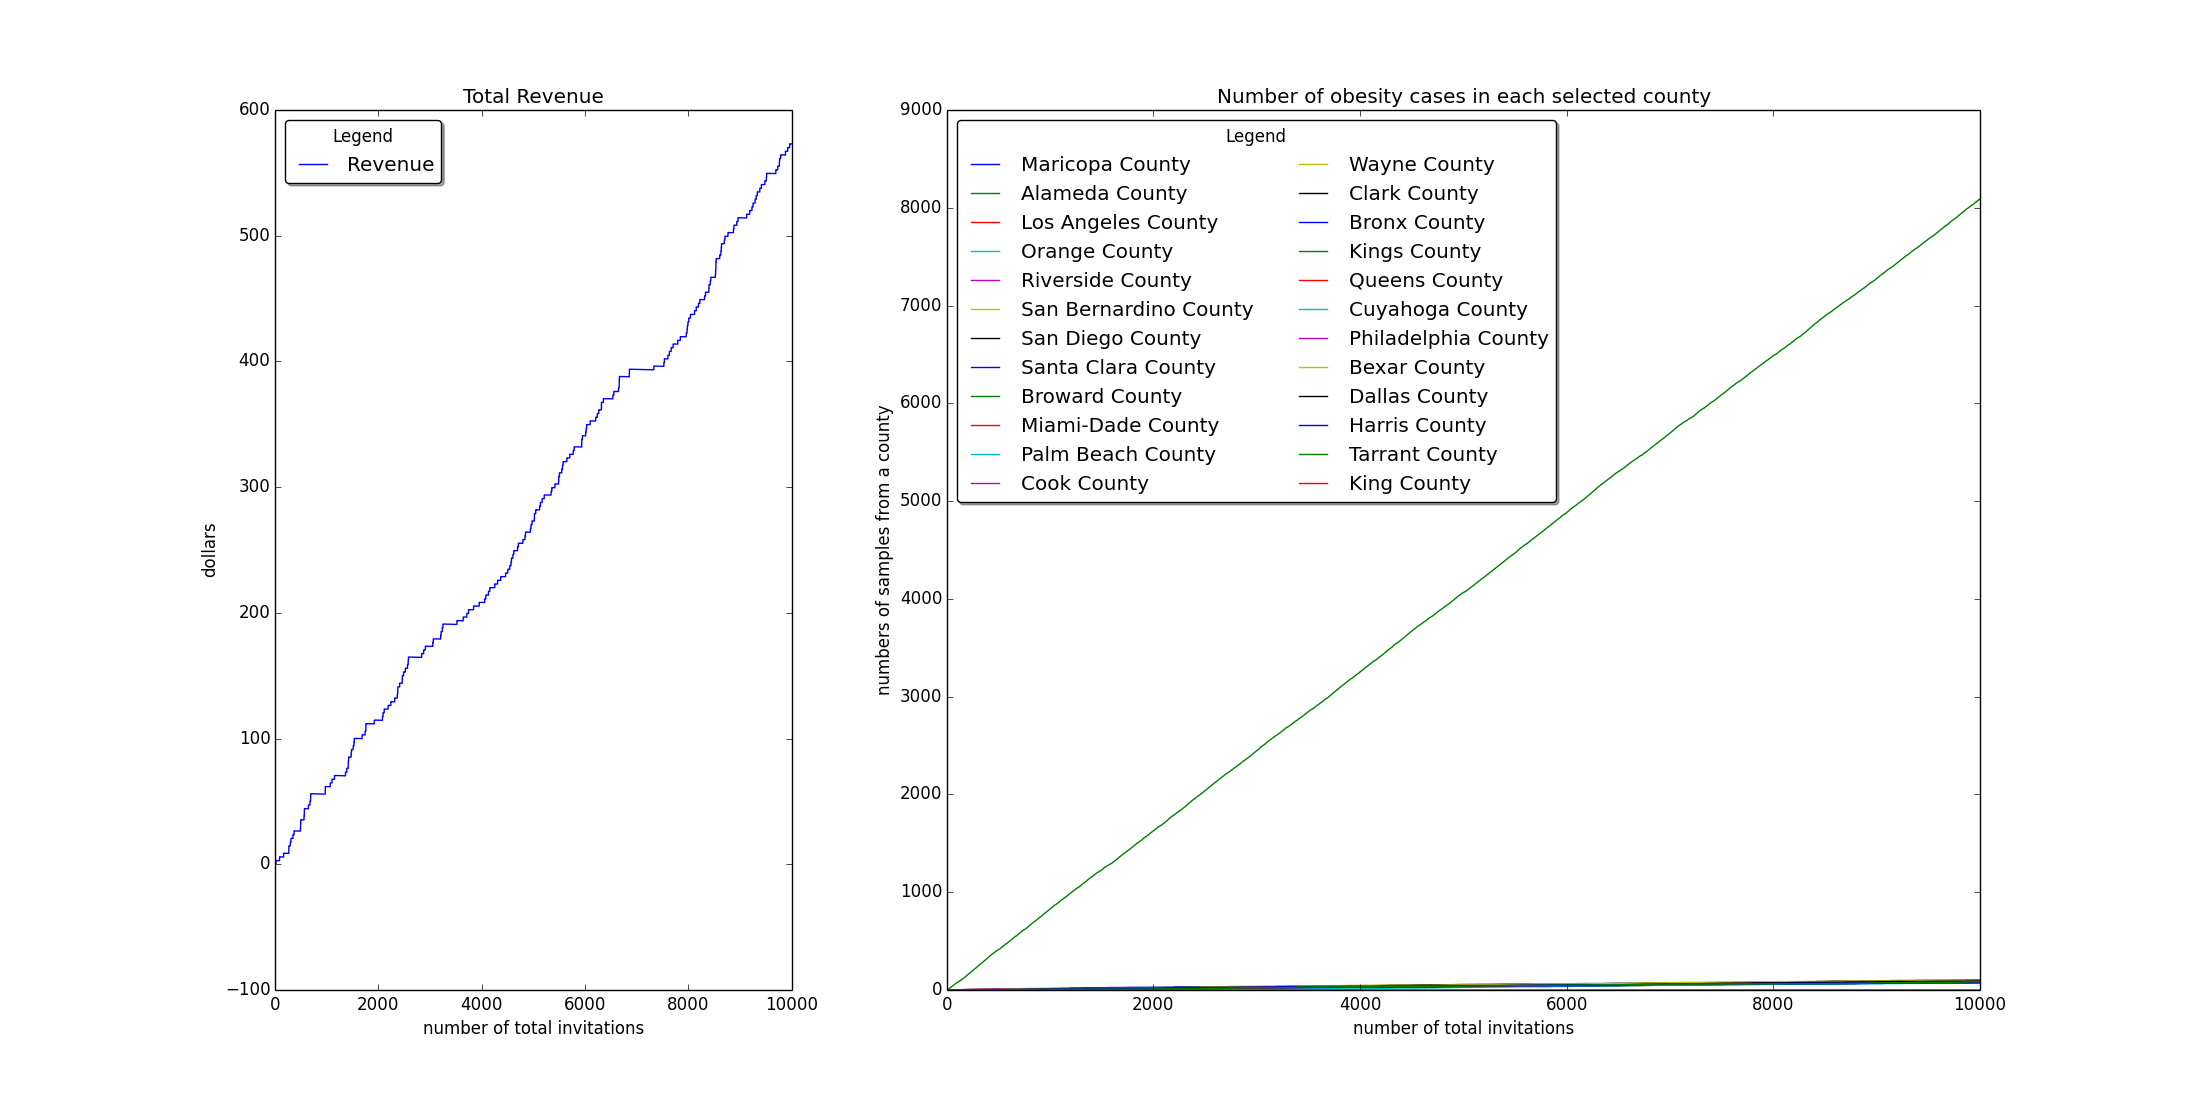 Total Revenue
600
500
400
300
200
100
0
−100
dollars
Legend
Revenue
0 2000 4000 6000 8000 10000
number of total invitations
Number of obesity cases in each selected county
9000
8000
7000
6000
5000
4000
3000
2000
1000
0
numbers of samples from a county
Legend
Maricopa County
Alameda County
Los Angeles County
Orange County
Riverside County
San Bernardino County
San Diego County
Santa Clara County
Broward County
Miami-Dade County
Palm Beach County
Cook County
Wayne County
Clark County
Bronx County
Kings County
Queens County
Cuyahoga County
Philadelphia County
Bexar County
Dallas County
Harris County
Tarrant County
King County
0 2000 4000 6000 8000 10000
number of total invitations